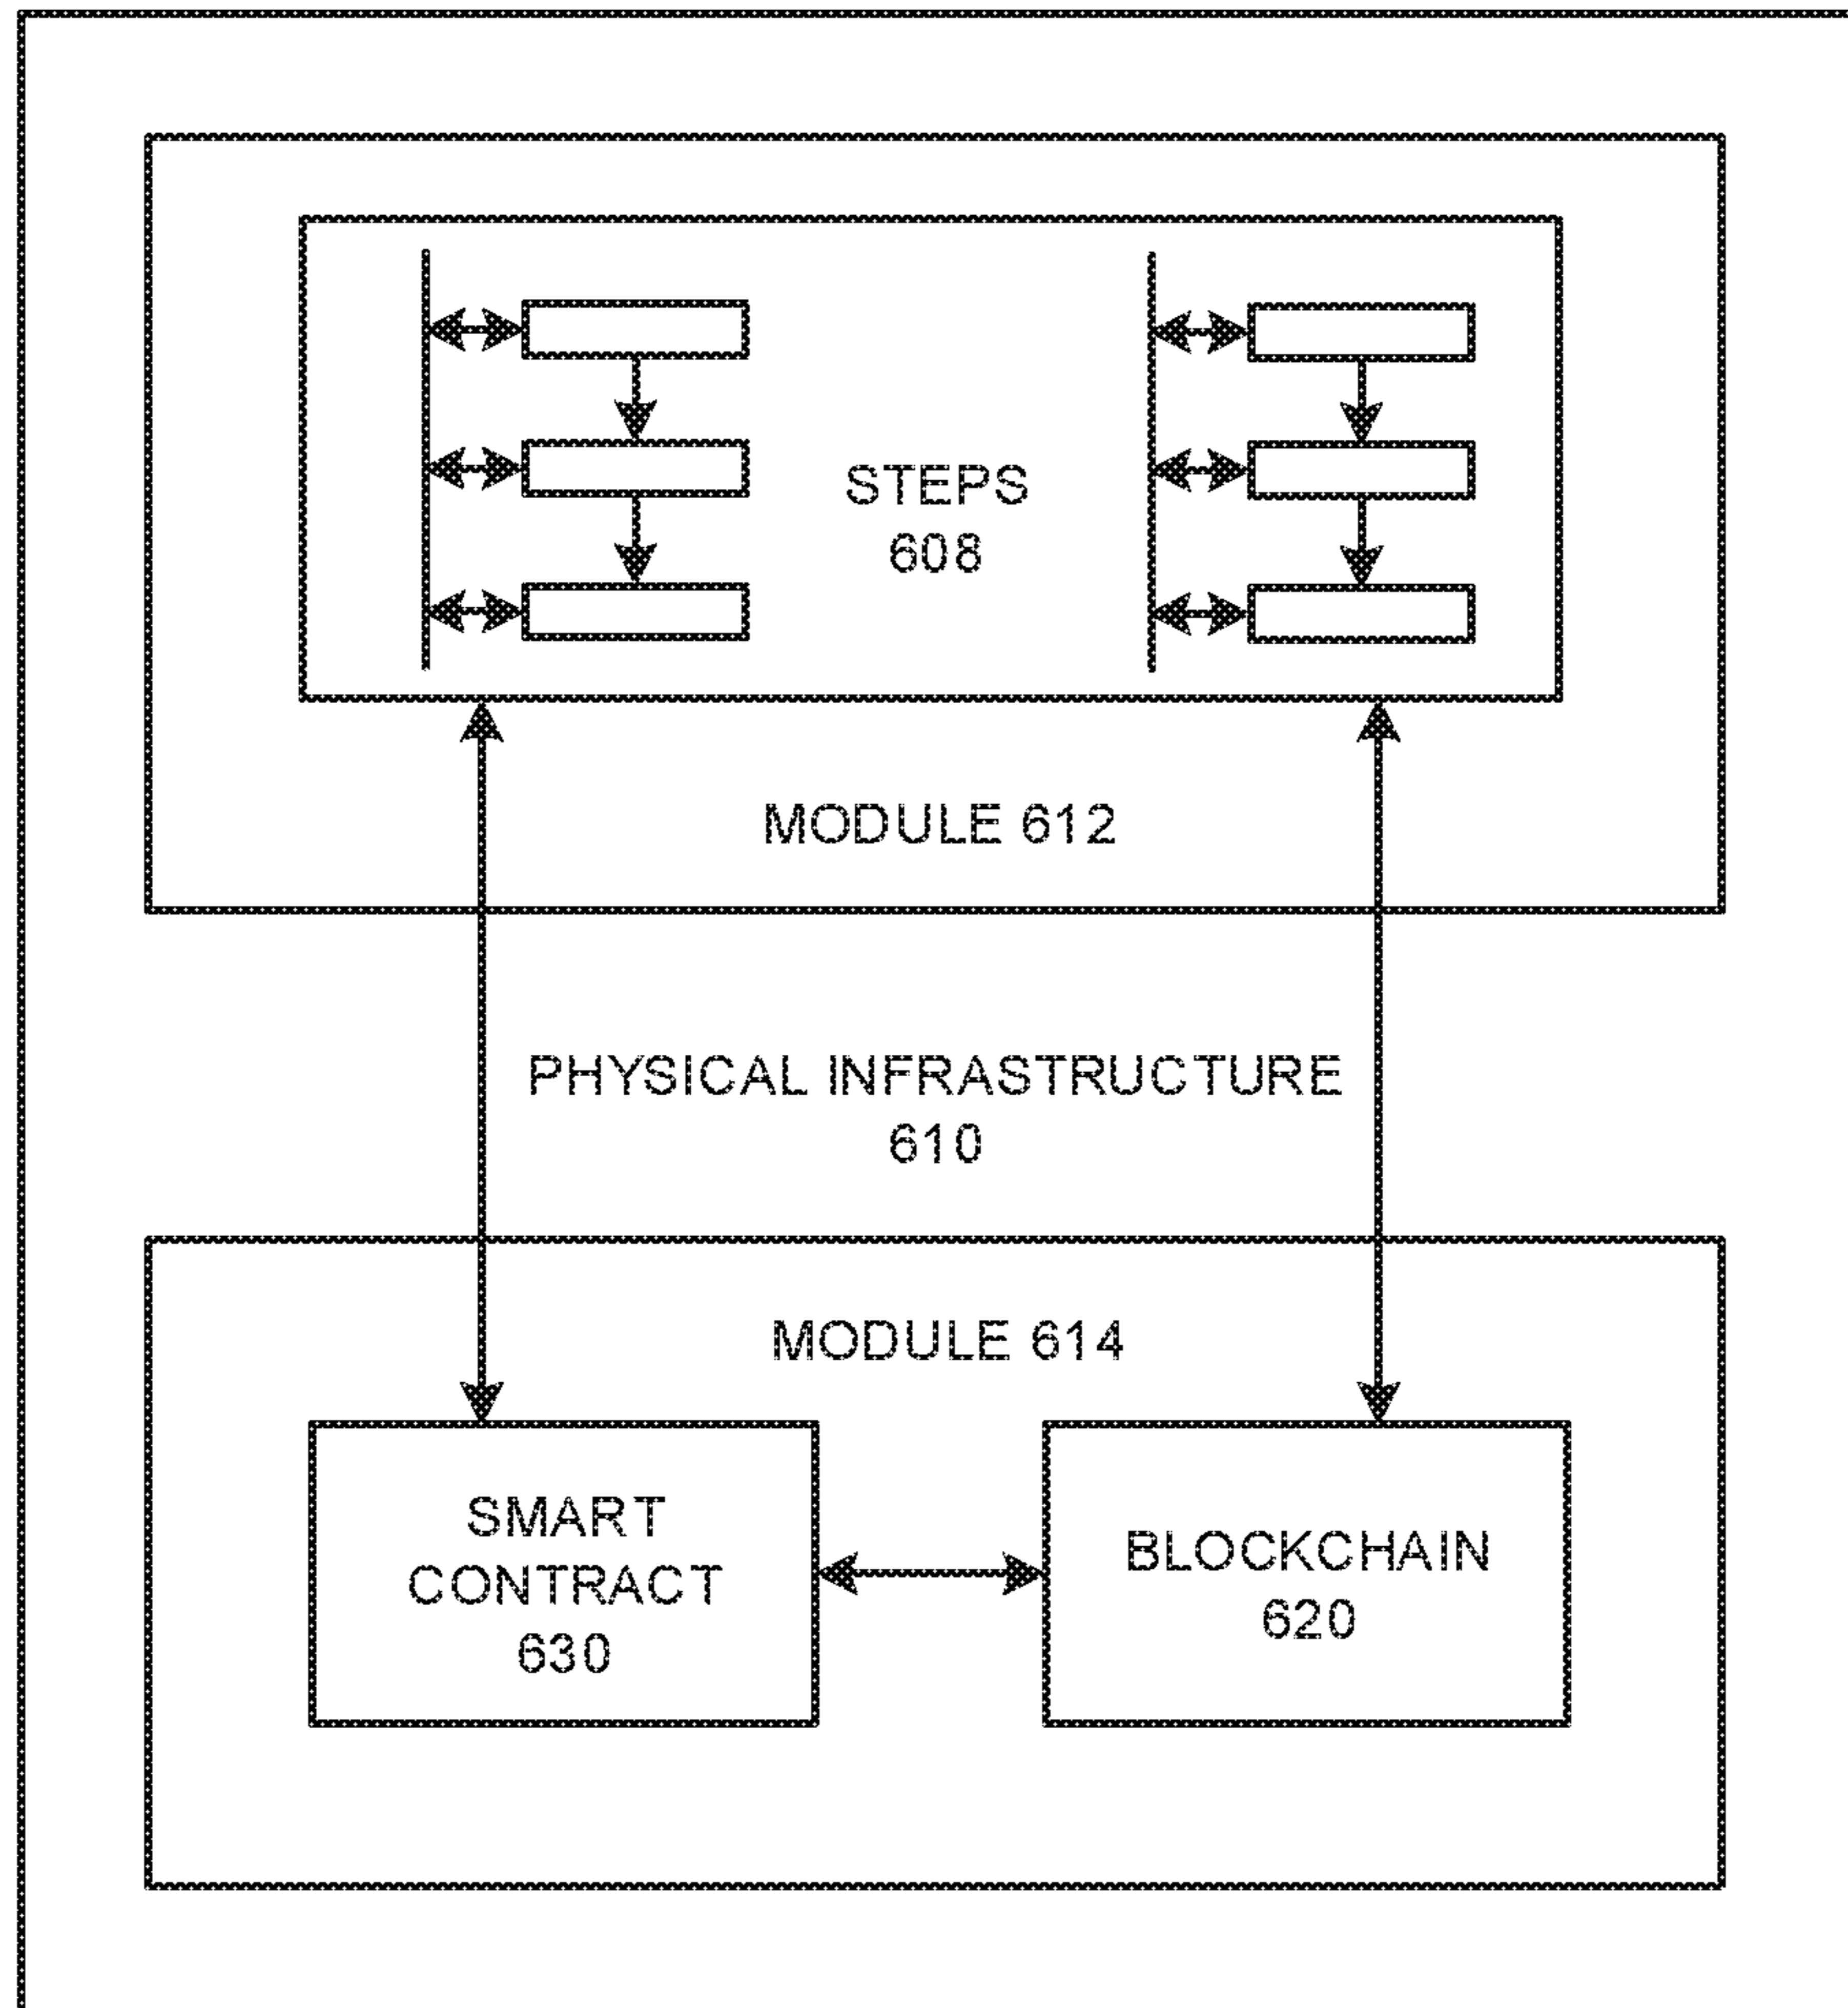 STEPS
608
MODULE 612
PHYSICAL INFRASTRUCTURE
610
MODULE 614
SMART
CONTRACT
630
BLOCKCHAIN
620